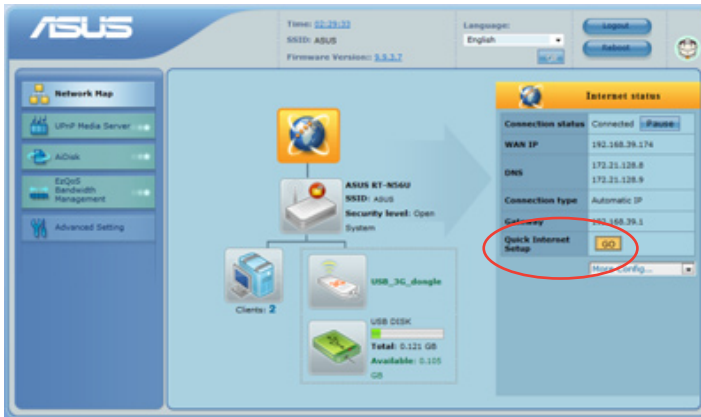 ASUS
Time: 02:29:33
SSID: ASUS
Firmware Version:: 1.0.1.7
Language:
English
Logout
Reboot
Network Map
UPnP Media Server
AiDisk
EzQoS
Bandwidth
Management
Advanced Setting
ASUS RT-N56U
SSID: ASUS
Security level: Open
System
Clients: 2
USB_3G_dongle
USB DISK
Total: 0.121 GB
Available: 0.105
GB
Internet status
Connection status Connected Pause
WAN IP 192.168.39.174
DNS 172.21.128.8
172.21.128.9
Connection type Automatic IP
Gateway 192.168.39.1
Quick Internet
Setup GO
More Config...